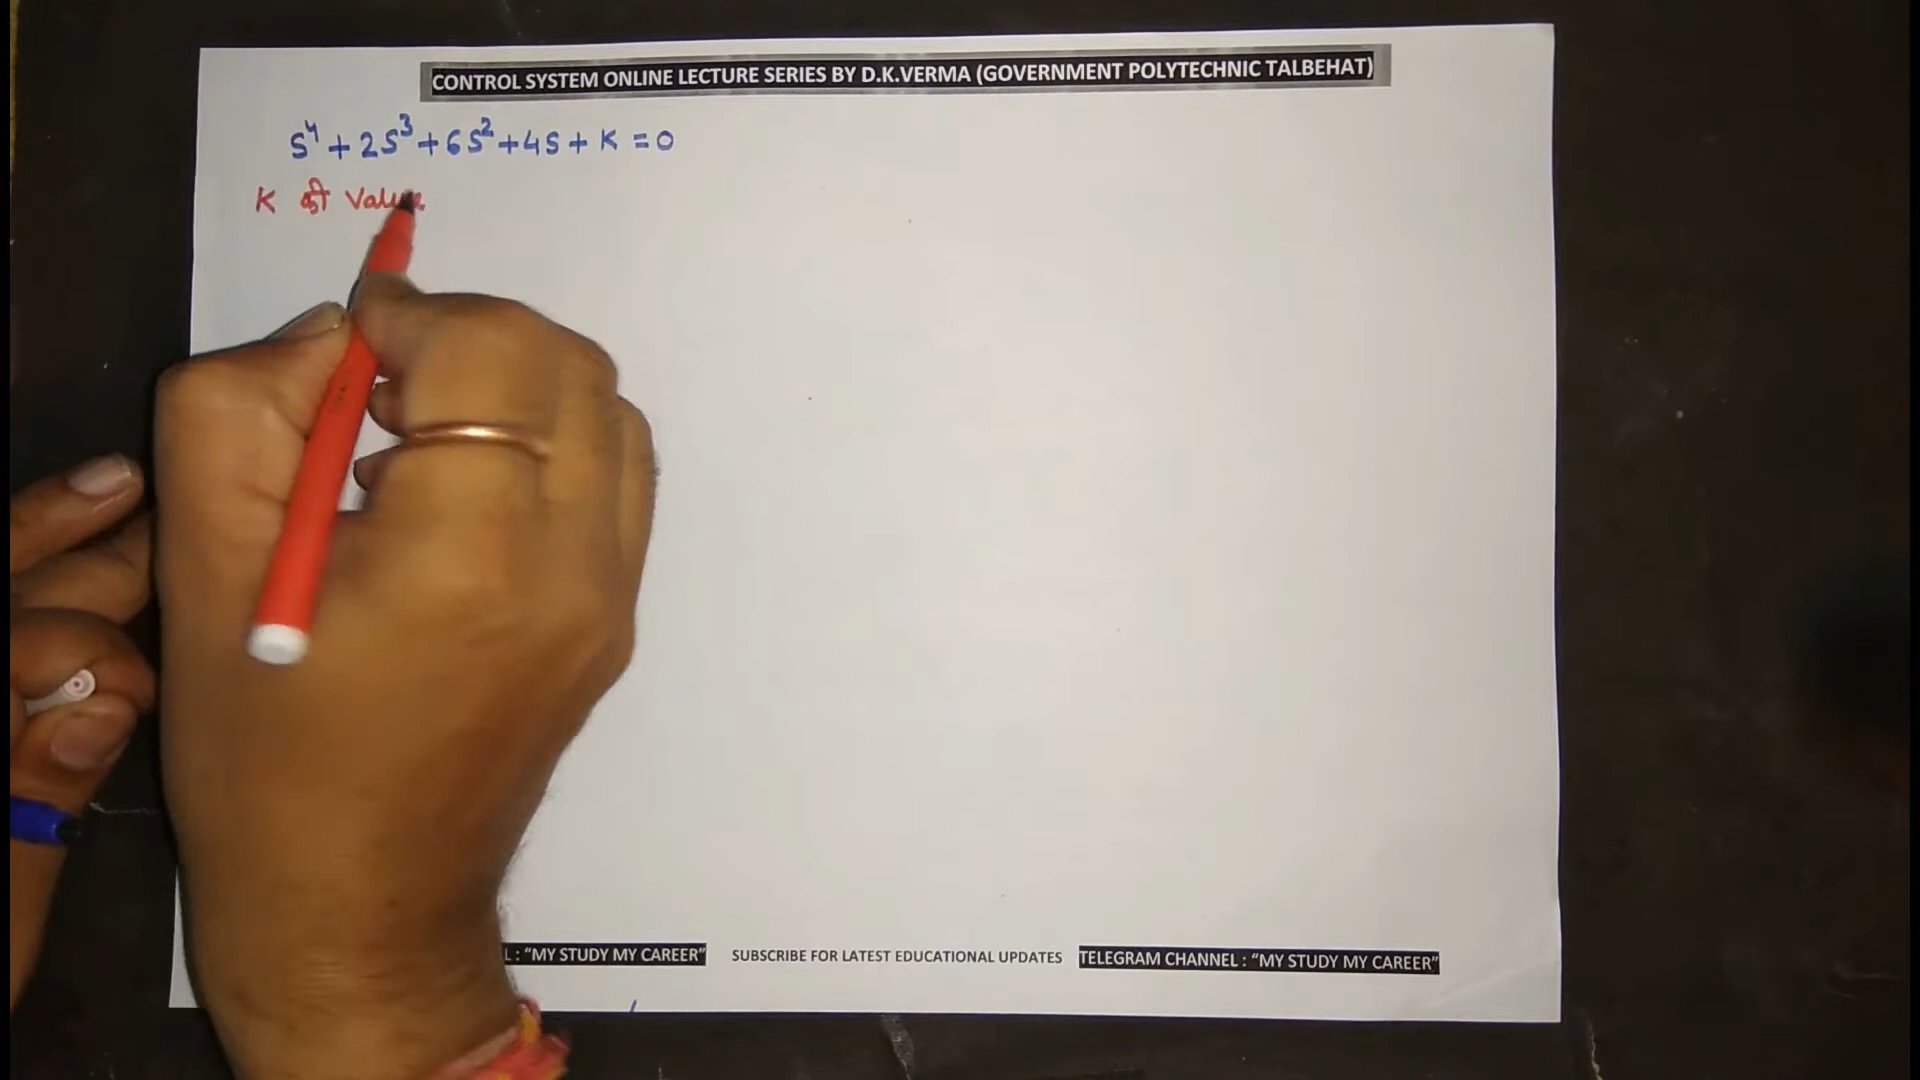 CONTROL SYSTEM ONLINE LECTURE SERIES BY D.K.VERMA (GOVERNMENT POLYTECHNIC TALBEHAT)
S⁴ + 2S³ + 6S² + 4S + K = 0
K की Value
L : “MY STUDY MY CAREER” SUBSCRIBE FOR LATEST EDUCATIONAL UPDATES TELEGRAM CHANNEL : “MY STUDY MY CAREER”